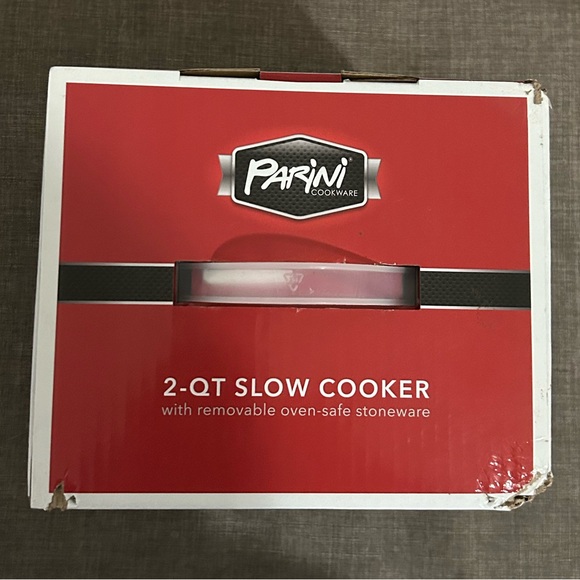 PARINI®
COOKWARE
2-QT SLOW COOKER
with removable oven-safe stoneware